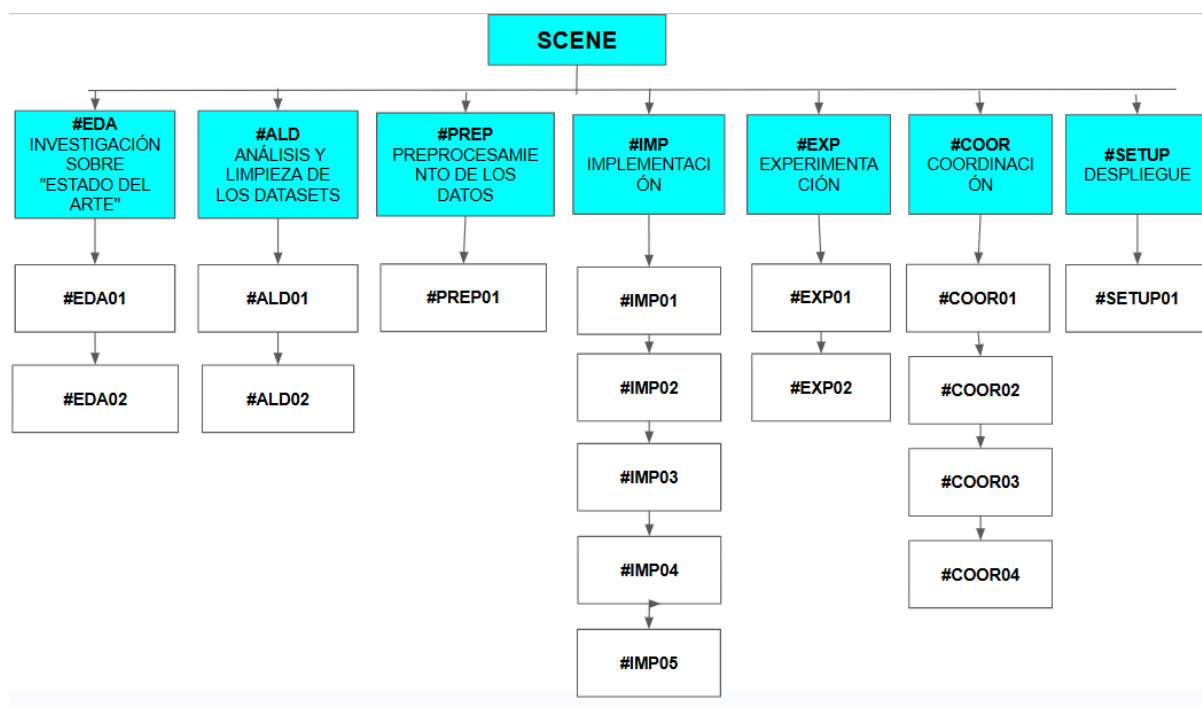 SCENE
#EDA
INVESTIGACIÓN
SOBRE
"ESTADO DEL
ARTE"
#ALD
ANÁLISIS Y
LIMPIEZA DE
LOS DATASETS
#PREP
PREPROCESAMIE
NTO DE LOS
DATOS
#IMP
IMPLEMENTACI
ÓN
#EXP
EXPERIMENTA
CIÓN
#COOR
COORDINACI
ÓN
#SETUP
DESPLIEGUE
#EDA01
#ALD01
#PREP01
#IMP01
#EXP01
#COOR01
#SETUP01
#EDA02
#ALD02
#IMP02
#EXP02
#COOR02
#IMP03
#COOR03
#IMP04
#COOR04
#IMP05